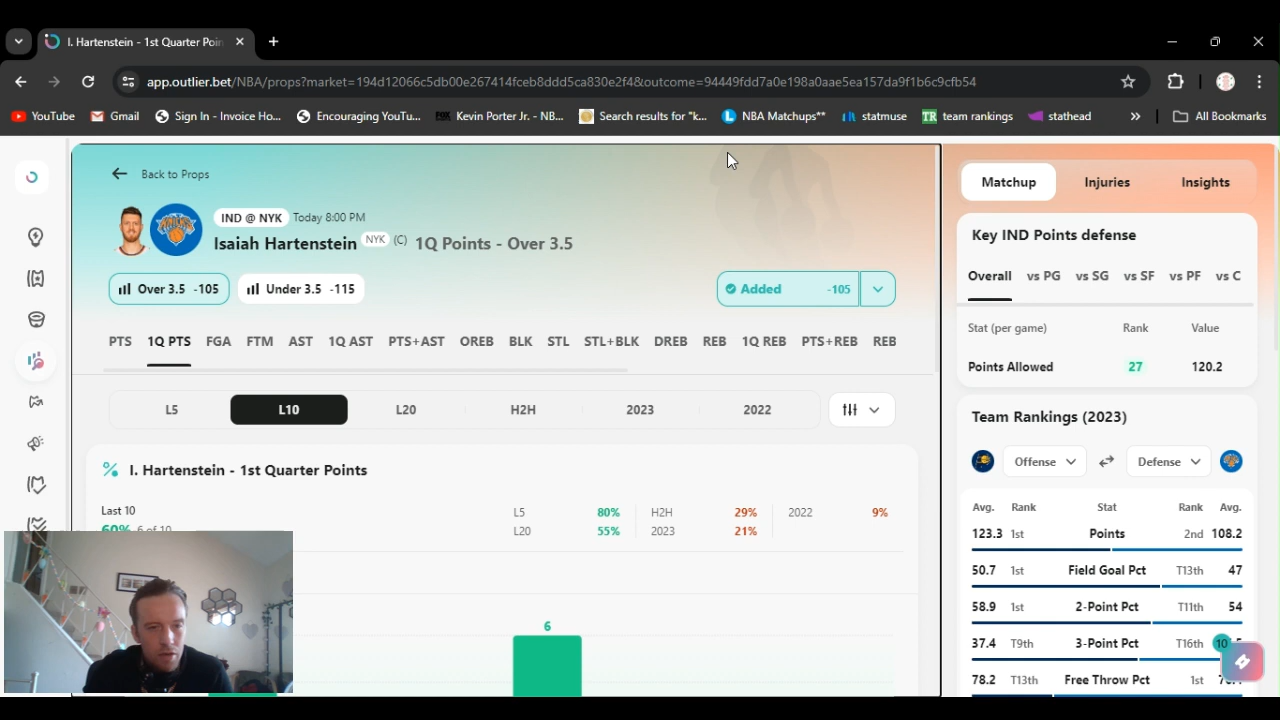 I. Hartenstein - 1st Quarter Poin
app.outlier.bet/NBA/props?market=194d12066c5db00e267414fceb8ddd5ca830e2f4&outcome=94449fdd7a0e198a0aae5ea157da9f1b6c9cfb54
YouTube Gmail Sign In - Invoice Ho... Encouraging YouTu... Kevin Porter Jr. - NB... Search results for "k... NBA Matchups** statmuse team rankings stathead » All Bookmarks
Back to Props
IND @ NYK Today 8:00 PM
Isaiah Hartenstein NYK (C) 1Q Points - Over 3.5
Over 3.5 -105 Under 3.5 -115 Added -105
PTS 1Q PTS FGA FTM AST 1Q AST PTS+AST OREB BLK STL STL+BLK DREB REB 1Q REB PTS+REB REB
L5 L10 L20 H2H 2023 2022
I. Hartenstein - 1st Quarter Points
Last 10
60% 6 of 10
L5 80% H2H 29% 2022 9%
L20 55% 2023 21%
6
Matchup Injuries Insights
Key IND Points defense
Overall vs PG vs SG vs SF vs PF vs C
Stat (per game) Rank Value
Points Allowed 27 120.2
Team Rankings (2023)
Offense Defense
Avg. Rank Stat Rank Avg.
123.3 1st Points 2nd 108.2
50.7 1st Field Goal Pct T13th 47
58.9 1st 2-Point Pct T11th 54
37.4 T9th 3-Point Pct T16th
78.2 T13th Free Throw Pct 1st